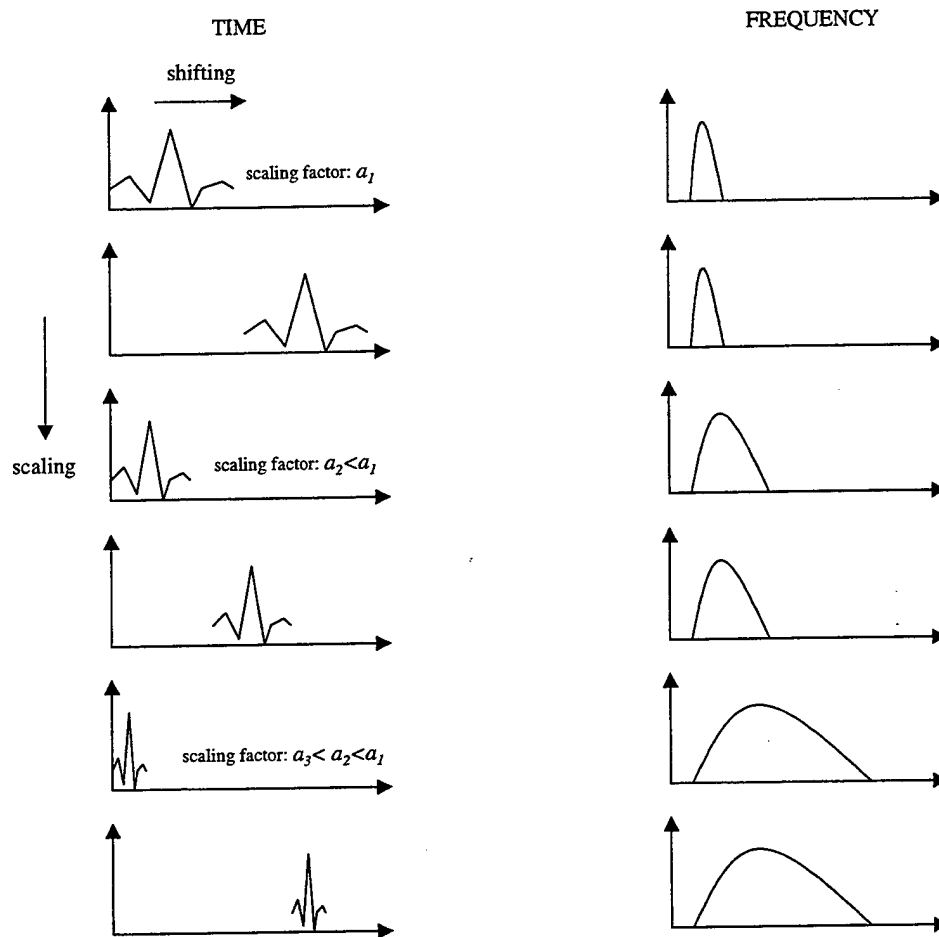 TIME
FREQUENCY
shifting
scaling factor: a₁
scaling
scaling factor: a₂<a₁
scaling factor: a₃< a₂<a₁